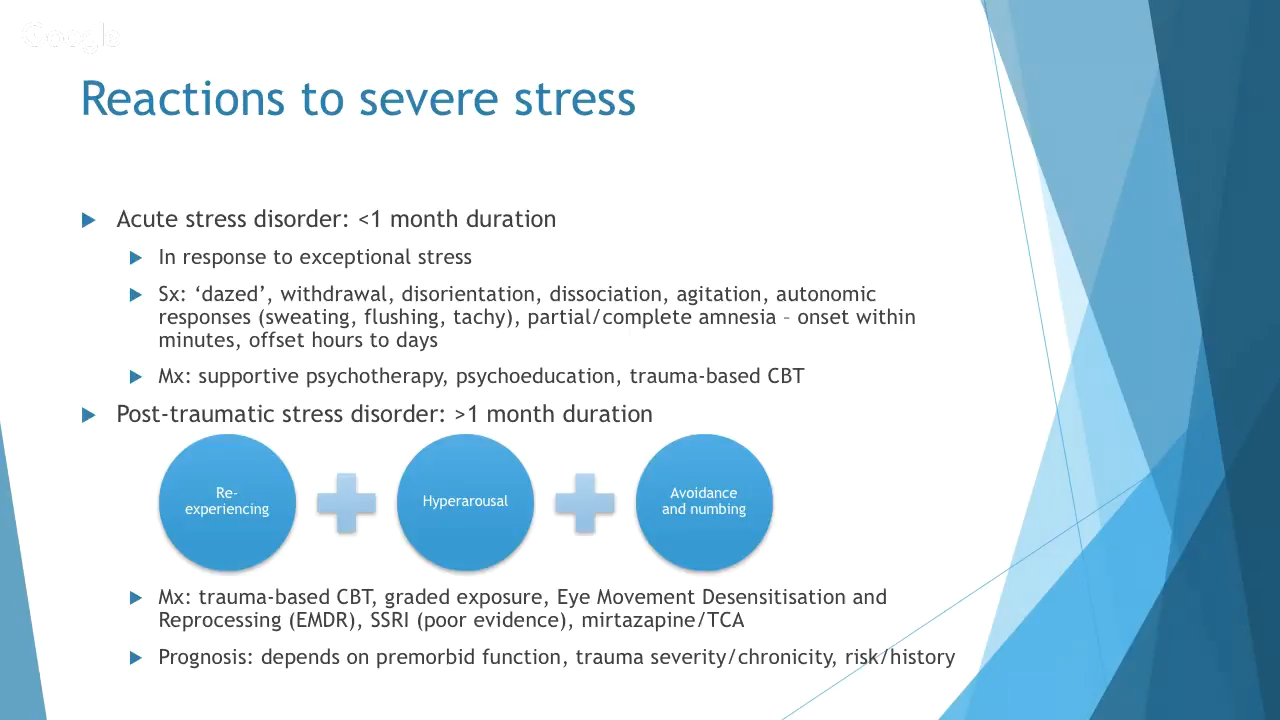 Google
Reactions to severe stress
Acute stress disorder: <1 month duration
In response to exceptional stress
Sx: ‘dazed’, withdrawal, disorientation, dissociation, agitation, autonomic
responses (sweating, flushing, tachy), partial/complete amnesia – onset within
minutes, offset hours to days
Mx: supportive psychotherapy, psychoeducation, trauma-based CBT
Post-traumatic stress disorder: >1 month duration
Re-
experiencing
Hyperarousal
Avoidance
and numbing
Mx: trauma-based CBT, graded exposure, Eye Movement Desensitisation and
Reprocessing (EMDR), SSRI (poor evidence), mirtazapine/TCA
Prognosis: depends on premorbid function, trauma severity/chronicity, risk/history